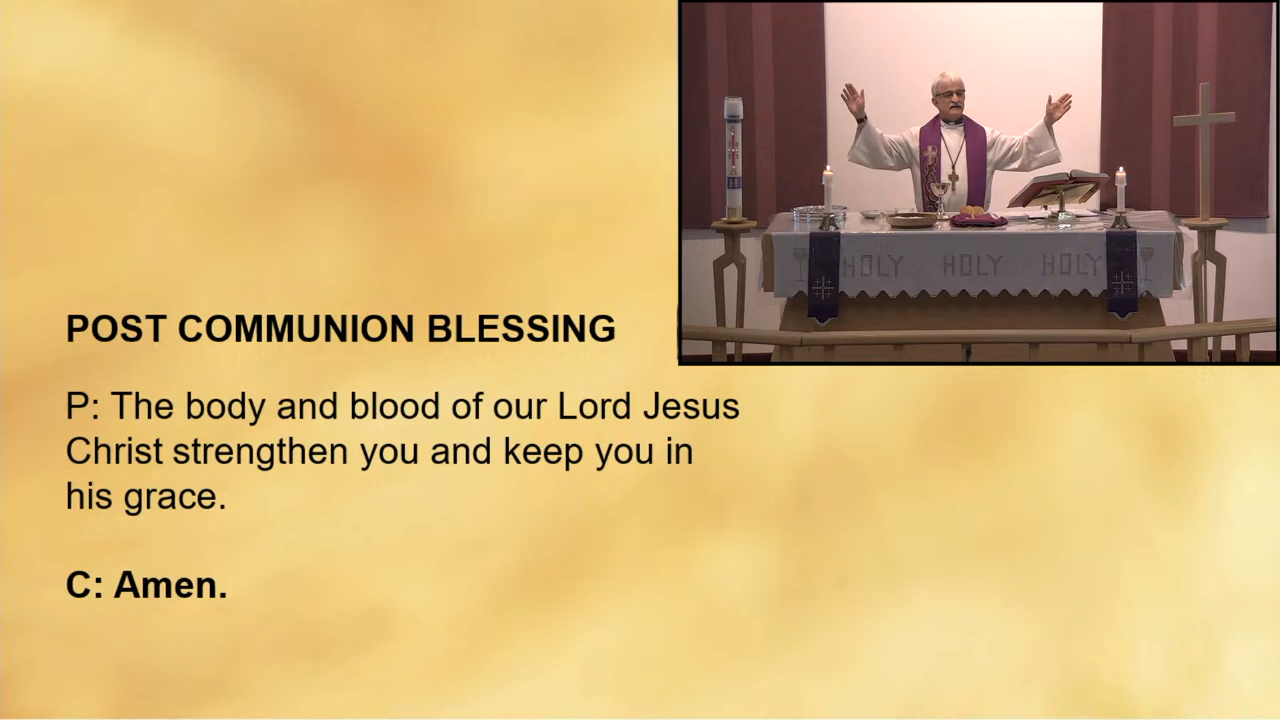 HOLY HOLY HOLY
POST COMMUNION BLESSING
P: The body and blood of our Lord Jesus
Christ strengthen you and keep you in
his grace.
C: Amen.